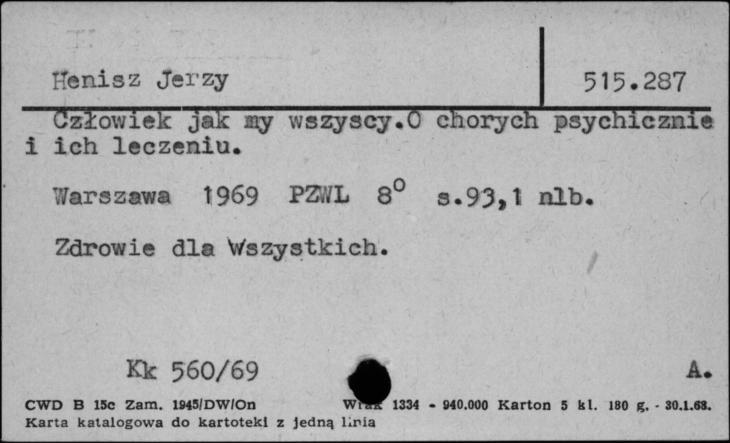 Henisz Jerzy 515.287
Człowiek jak my wszyscy.O chorych psychicznie
i ich leczeniu.
Warszawa 1969 PZWL 8° s.93,1 nlb.
Zdrowie dla Wszystkich.
Kk 560/69 A.
CWD B 15c Zam. 1945/DW/On 1334 - 940.000 Karton 5 kl. 180 g. - 30.1.68.
Karta katalogowa do kartoteki z jedną linia